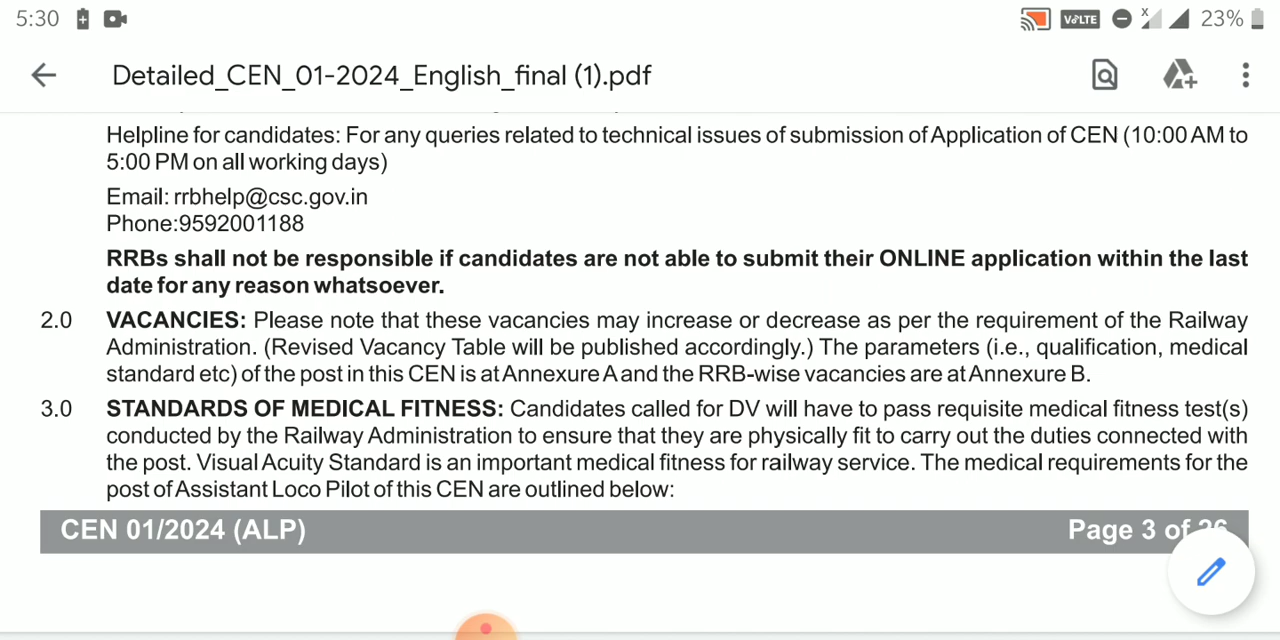 5:30
VoLTE
x
23%
Detailed_CEN_01-2024_English_final (1).pdf
Helpline for candidates: For any queries related to technical issues of submission of Application of CEN (10:00 AM to
5:00 PM on all working days)
Email: rrbhelp@csc.gov.in
Phone:9592001188
RRBs shall not be responsible if candidates are not able to submit their ONLINE application within the last
date for any reason whatsoever.
2.0 VACANCIES: Please note that these vacancies may increase or decrease as per the requirement of the Railway
Administration. (Revised Vacancy Table will be published accordingly.) The parameters (i.e., qualification, medical
standard etc) of the post in this CEN is at Annexure A and the RRB-wise vacancies are at Annexure B.
3.0 STANDARDS OF MEDICAL FITNESS: Candidates called for DV will have to pass requisite medical fitness test(s)
conducted by the Railway Administration to ensure that they are physically fit to carry out the duties connected with
the post. Visual Acuity Standard is an important medical fitness for railway service. The medical requirements for the
post of Assistant Loco Pilot of this CEN are outlined below:
CEN 01/2024 (ALP) Page 3 of 26